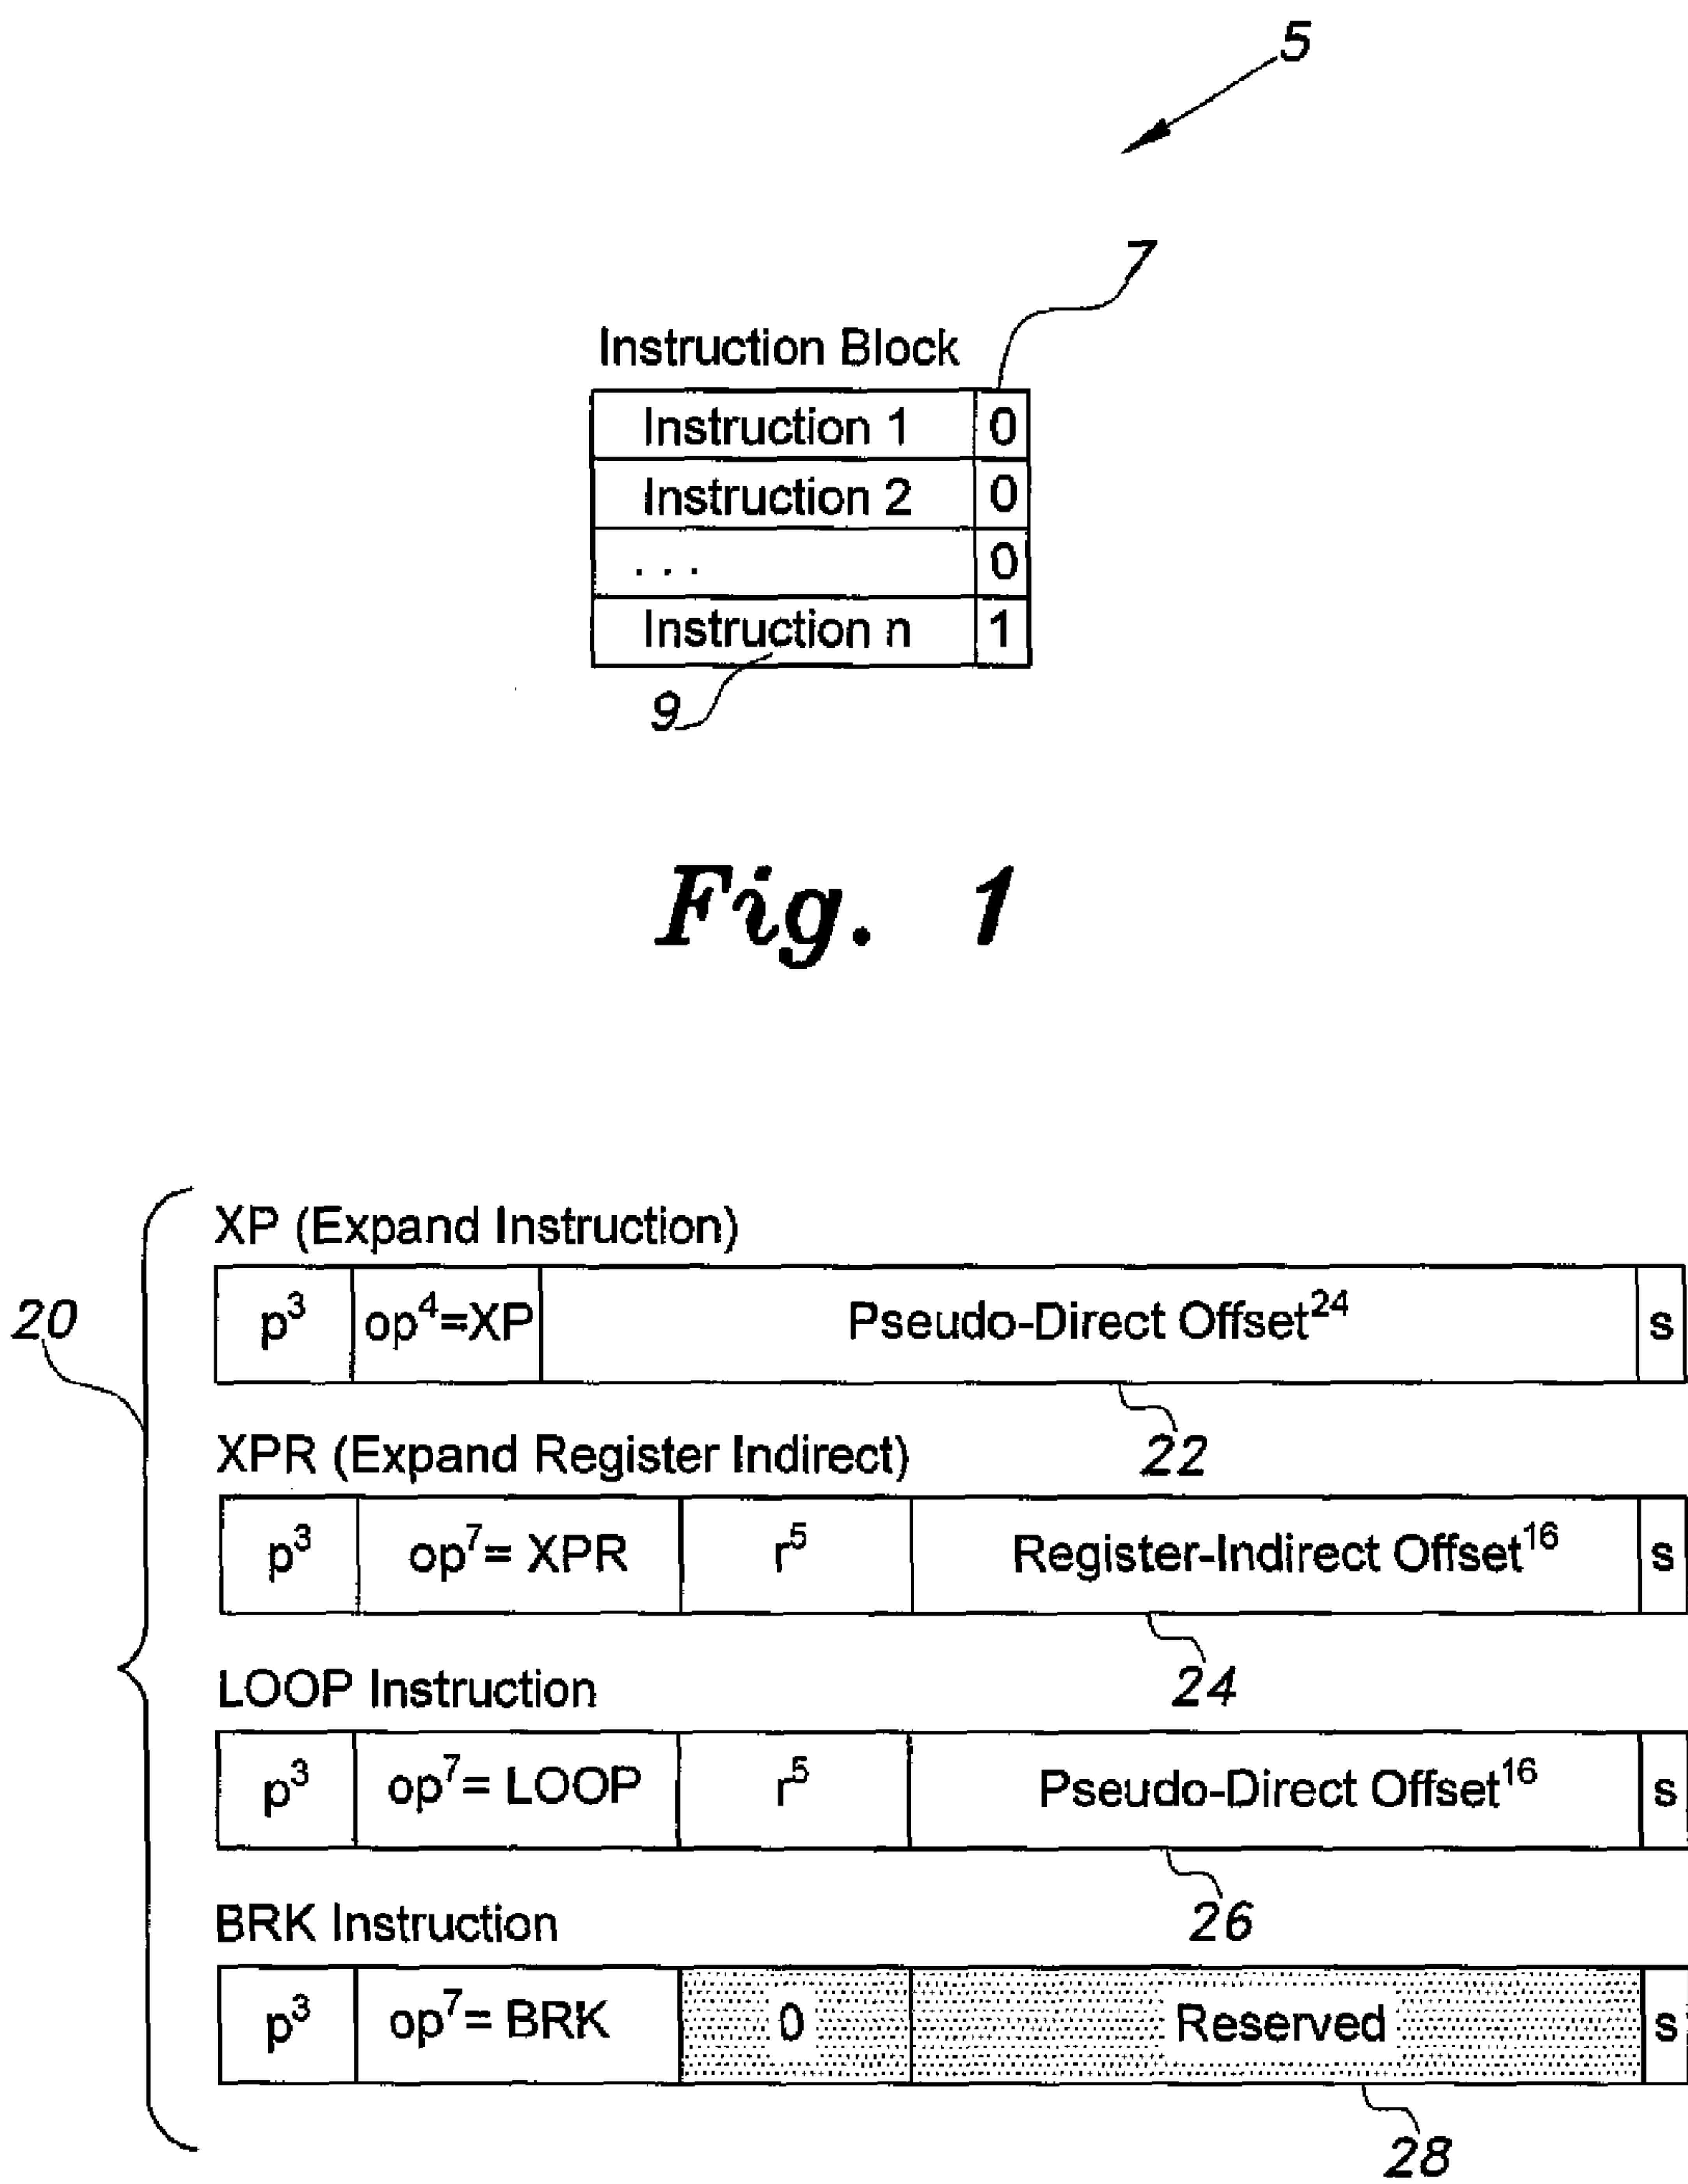 5
7
Instruction Block
Instruction 1 0
Instruction 2 0
. . . 0
Instruction n 1
9
Fig. 1
20
XP (Expand Instruction)
p³ op⁴=XP Pseudo-Direct Offset²⁴ s
22
XPR (Expand Register Indirect)
p³ op⁷= XPR r⁵ Register-Indirect Offset¹⁶ s
24
LOOP Instruction
p³ op⁷= LOOP r⁵ Pseudo-Direct Offset¹⁶ s
26
BRK Instruction
p³ op⁷= BRK 0 Reserved s
28